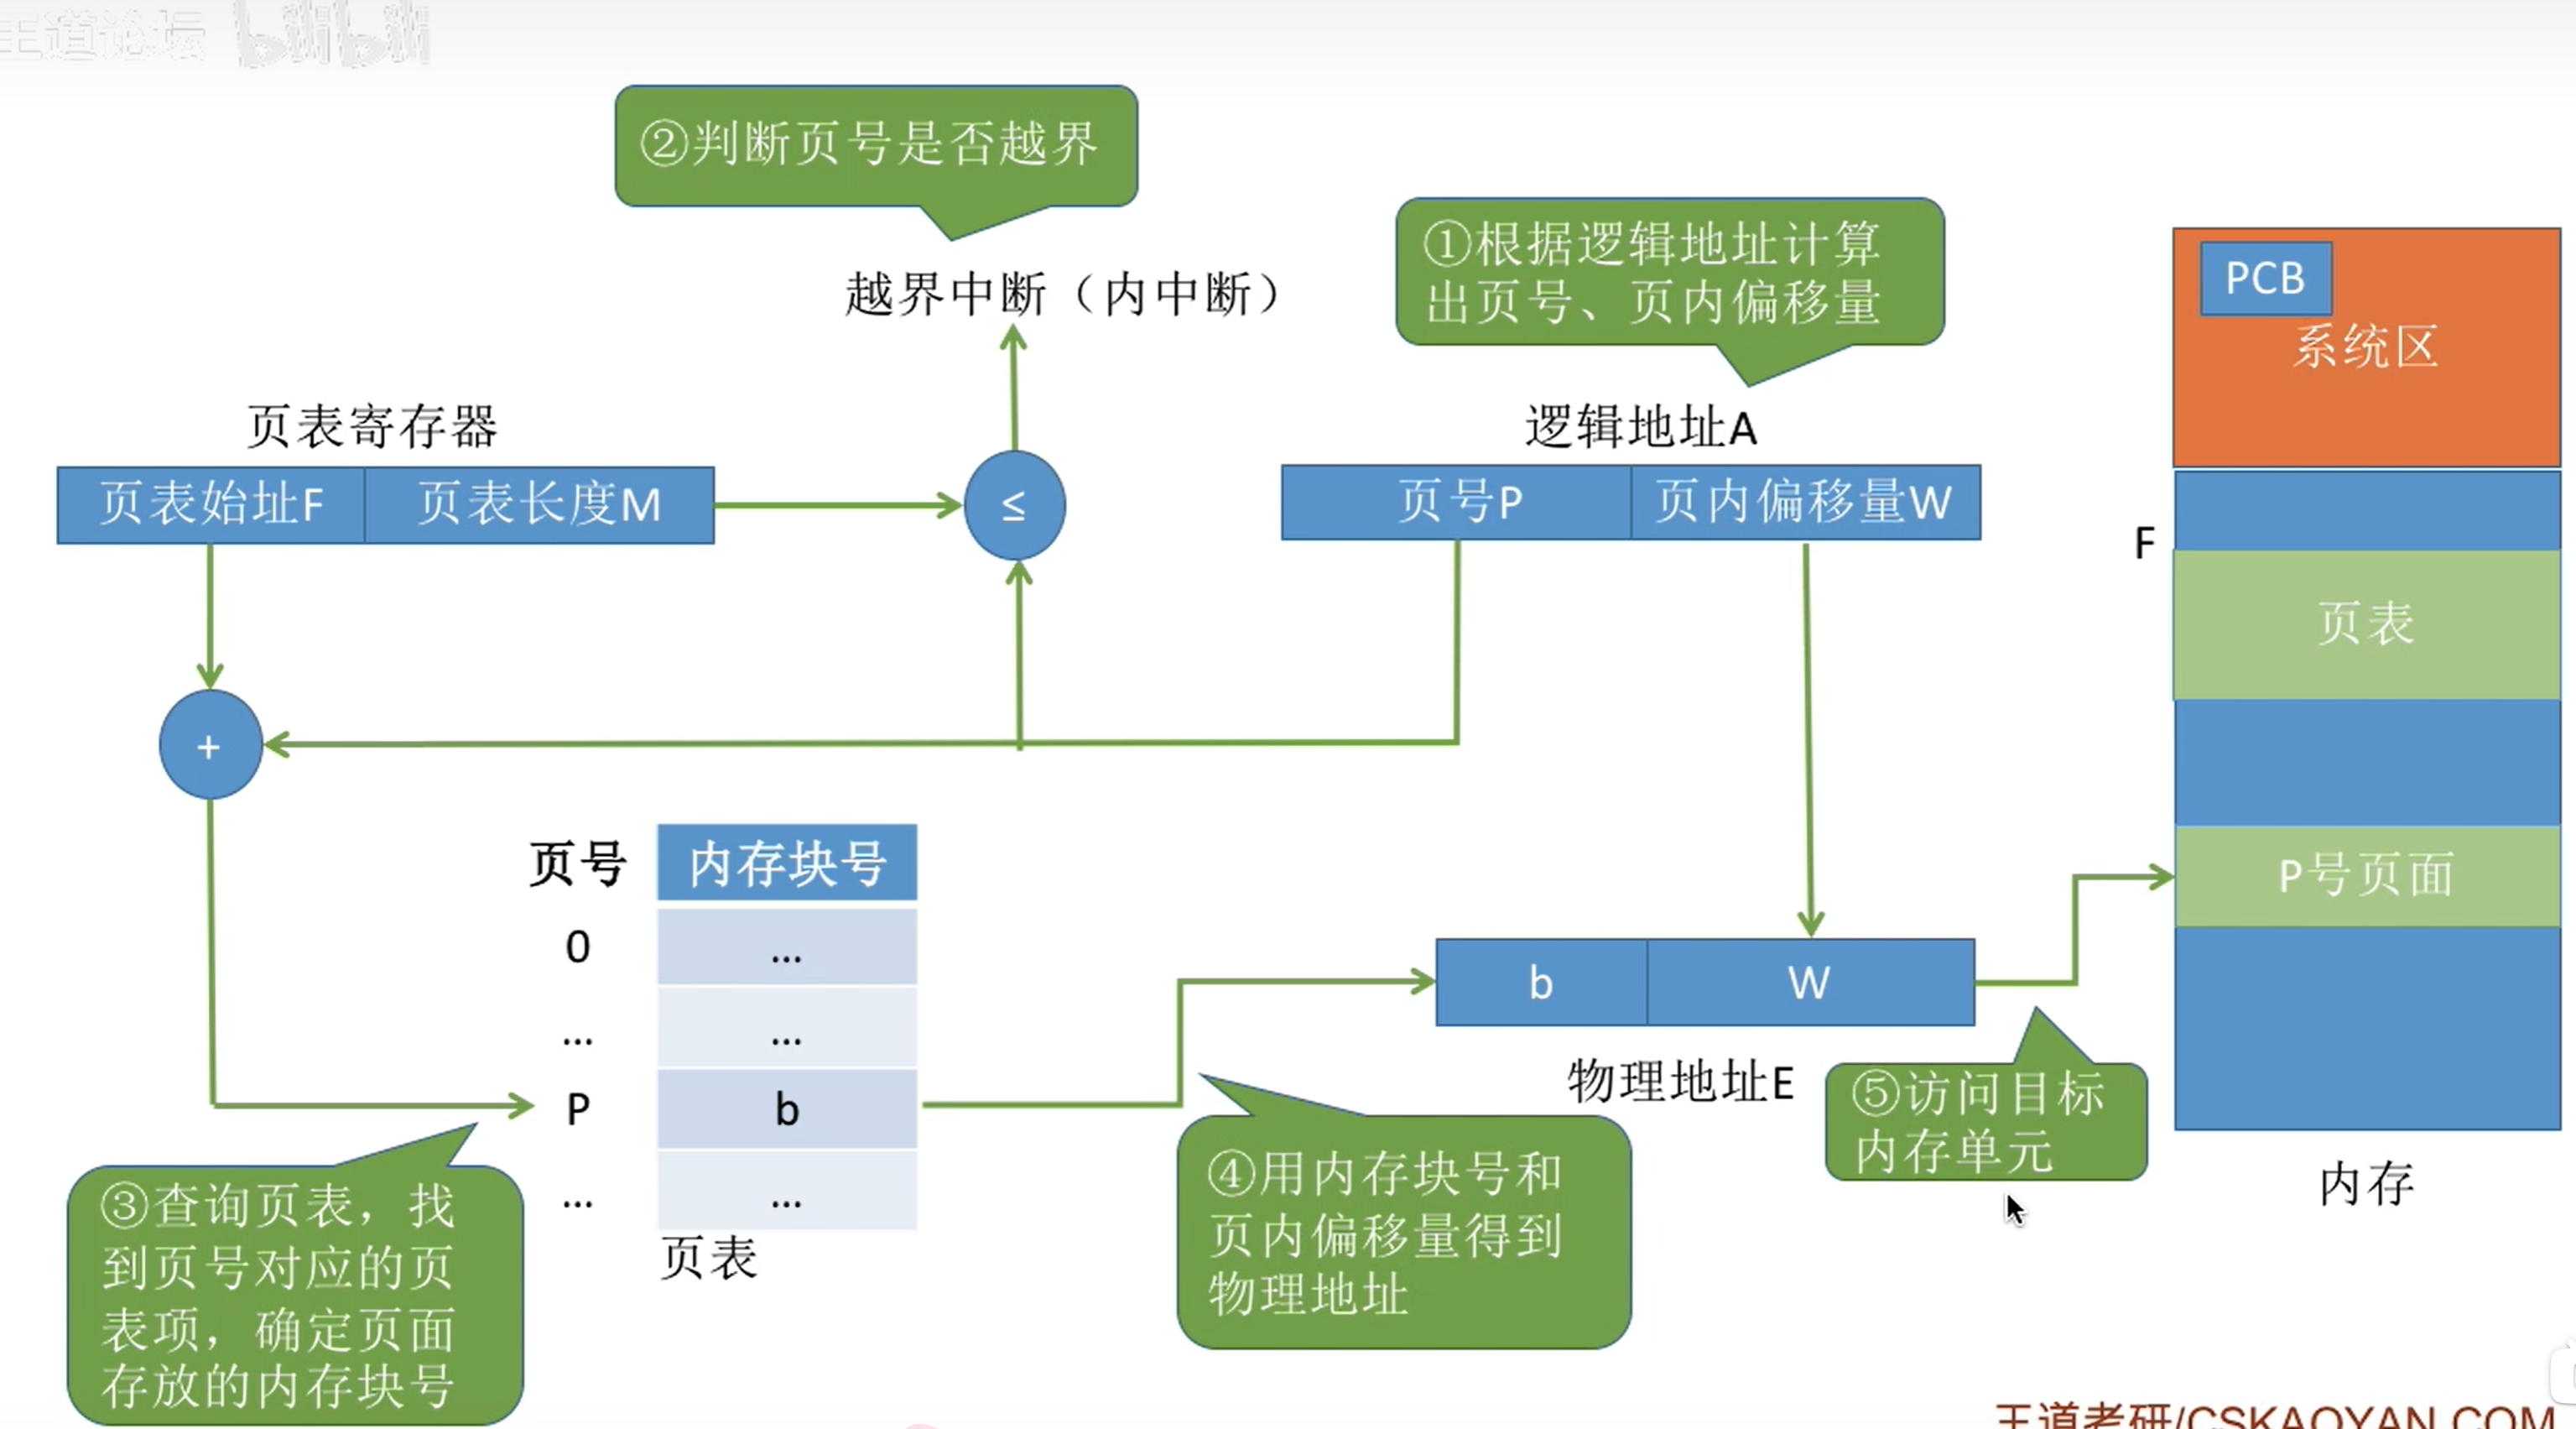 王道论坛 bilibili
②判断页号是否越界
越界中断（内中断）
①根据逻辑地址计算
出页号、页内偏移量
PCB
系统区
页表寄存器
页表始址F 页表长度M
≤
逻辑地址A
页号P 页内偏移量W
F
页表
+
页号 内存块号
0 …
… …
P b
… …
页表
P号页面
b W
物理地址E
③查询页表，找
到页号对应的页
表项，确定页面
存放的内存块号
④用内存块号和
页内偏移量得到
物理地址
⑤访问目标
内存单元
内存
王道考研/CSKAOYAN.COM